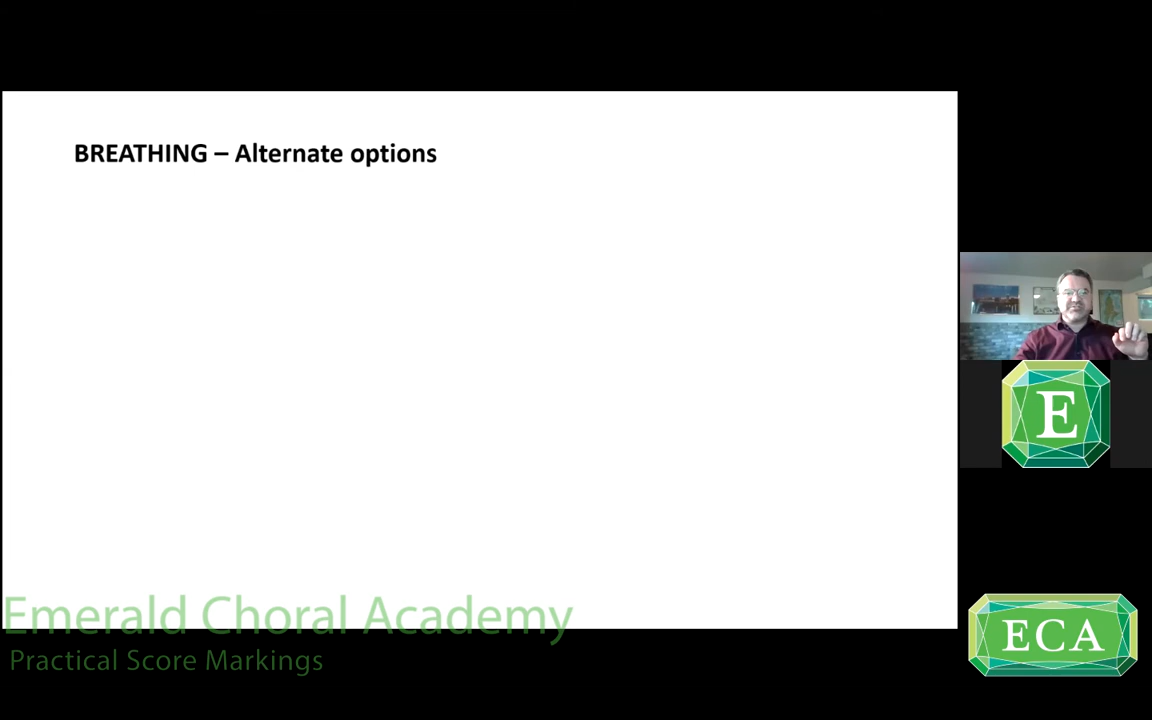 BREATHING – Alternate options
E
Emerald Choral Academy
Practical Score Markings
ECA